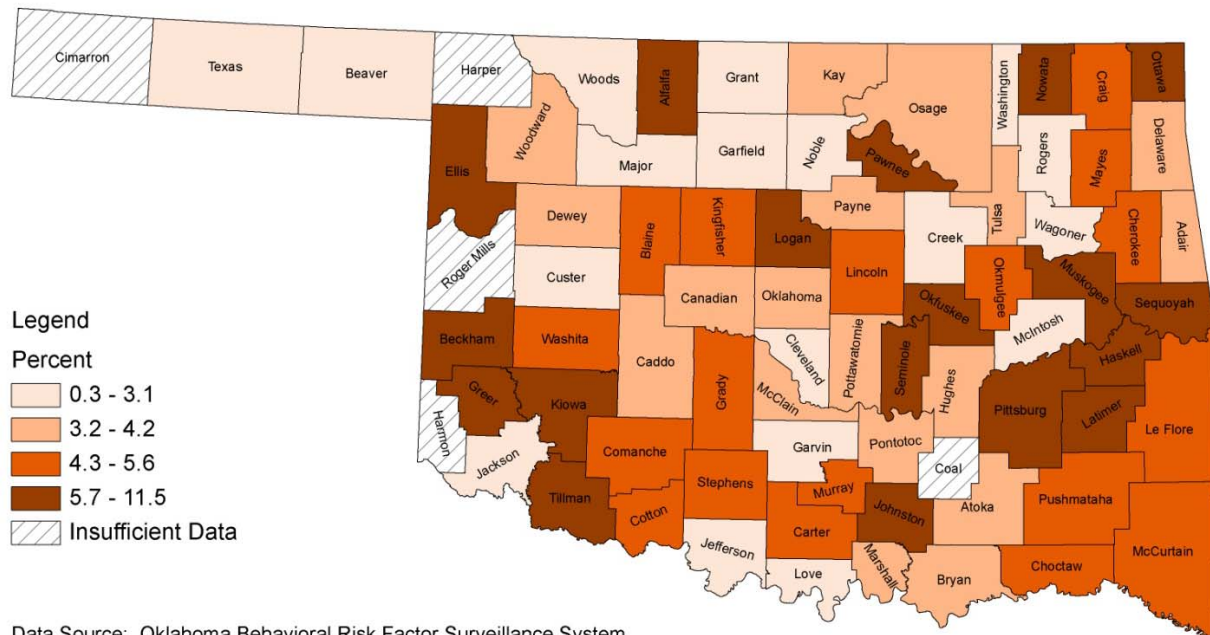 Cimarron
Texas
Beaver
Harper
Woods
Alfalfa
Grant
Kay
Osage
Washington
Nowata
Craig
Ottawa
Woodward
Major
Garfield
Noble
Pawnee
Rogers
Mayes
Delaware
Ellis
Dewey
Blaine
Kingfisher
Logan
Payne
Creek
Tulsa
Wagoner
Cherokee
Adair
Roger Mills
Custer
Canadian
Oklahoma
Lincoln
Okfuskee
Okmulgee
Muskogee
Sequoyah
McIntosh
Beckham
Washita
Caddo
Grady
Cleveland
McClain
Pottawatomie
Seminole
Hughes
Pittsburg
Haskell
Latimer
Le Flore
Harmon
Greer
Kiowa
Jackson
Tillman
Comanche
Cotton
Stephens
Garvin
Pontotoc
Coal
Murray
Carter
Johnston
Atoka
Pushmataha
McCurtain
Jefferson
Love
Marshall
Bryan
Choctaw
Legend
Percent
0.3 - 3.1
3.2 - 4.2
4.3 - 5.6
5.7 - 11.5
Insufficient Data
Data Source: Oklahoma Behavioral Risk Factor Surveillance System